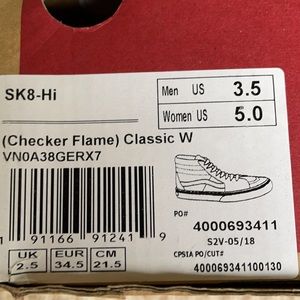 SK8-Hi
Men US 3.5
Women US 5.0
(Checker Flame) Classic W
VN0A38GERX7
PO#
4000693411
S2V-05/18
CPSIA PO/CUT#
400069341100130
1 91166 91241 9
UK EUR CM
2.5 34.5 21.5